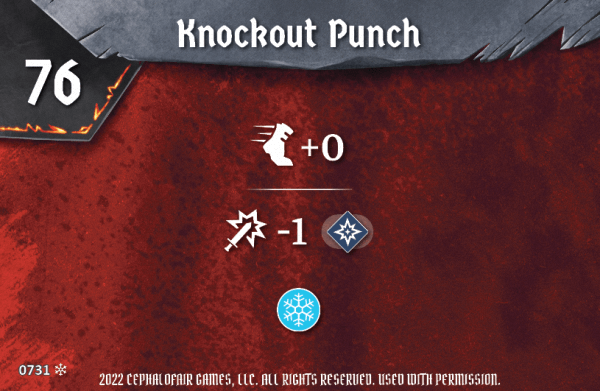 Knockout Punch
76
+0
-1
0731
2022 CEPHALOFAIR GAMES, LLC. ALL RIGHTS RESERVED. USED WITH PERMISSION.